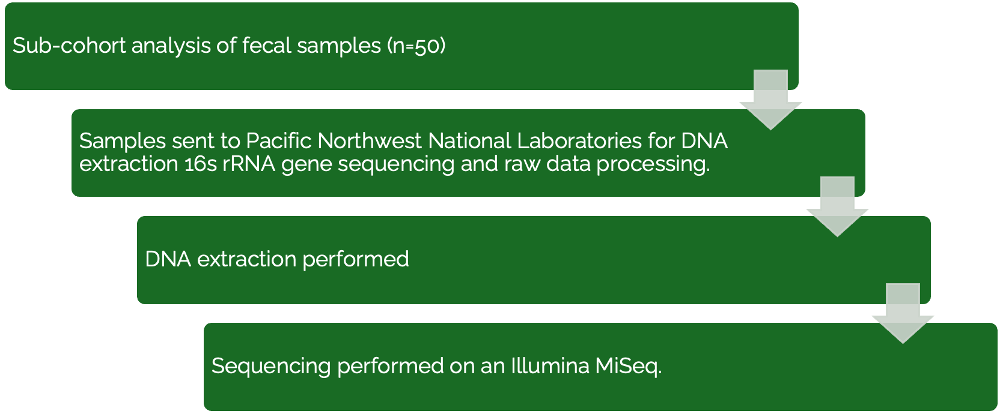 Sub-cohort analysis of fecal samples (n=50)
Samples sent to Pacific Northwest National Laboratories for DNA
extraction 16s rRNA gene sequencing and raw data processing.
DNA extraction performed
Sequencing performed on an Illumina MiSeq.